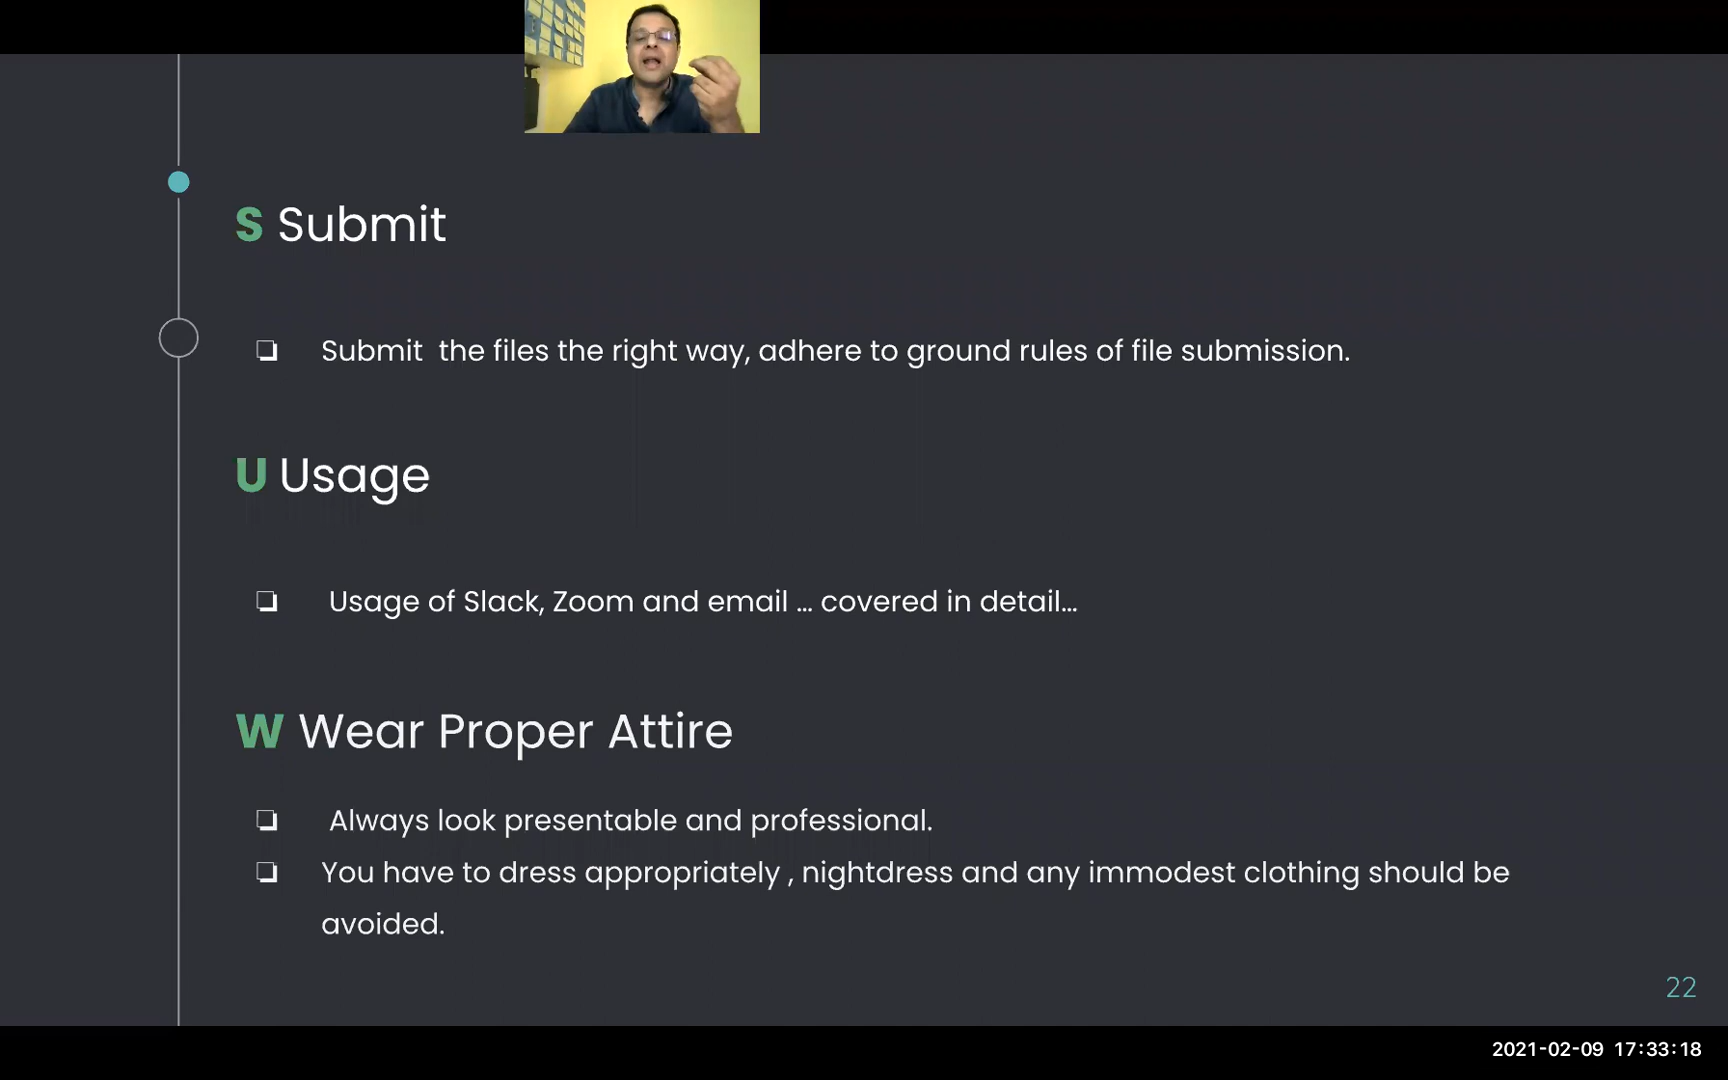 S Submit
❏ Submit the files the right way, adhere to ground rules of file submission.
U Usage
❏ Usage of Slack, Zoom and email ... covered in detail...
W Wear Proper Attire
❏ Always look presentable and professional.
❏ You have to dress appropriately , nightdress and any immodest clothing should be
avoided.
22
2021-02-09 17:33:18